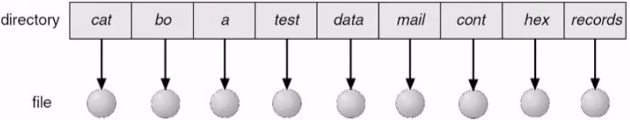 directory cat bo a test data mail cont hex records
file